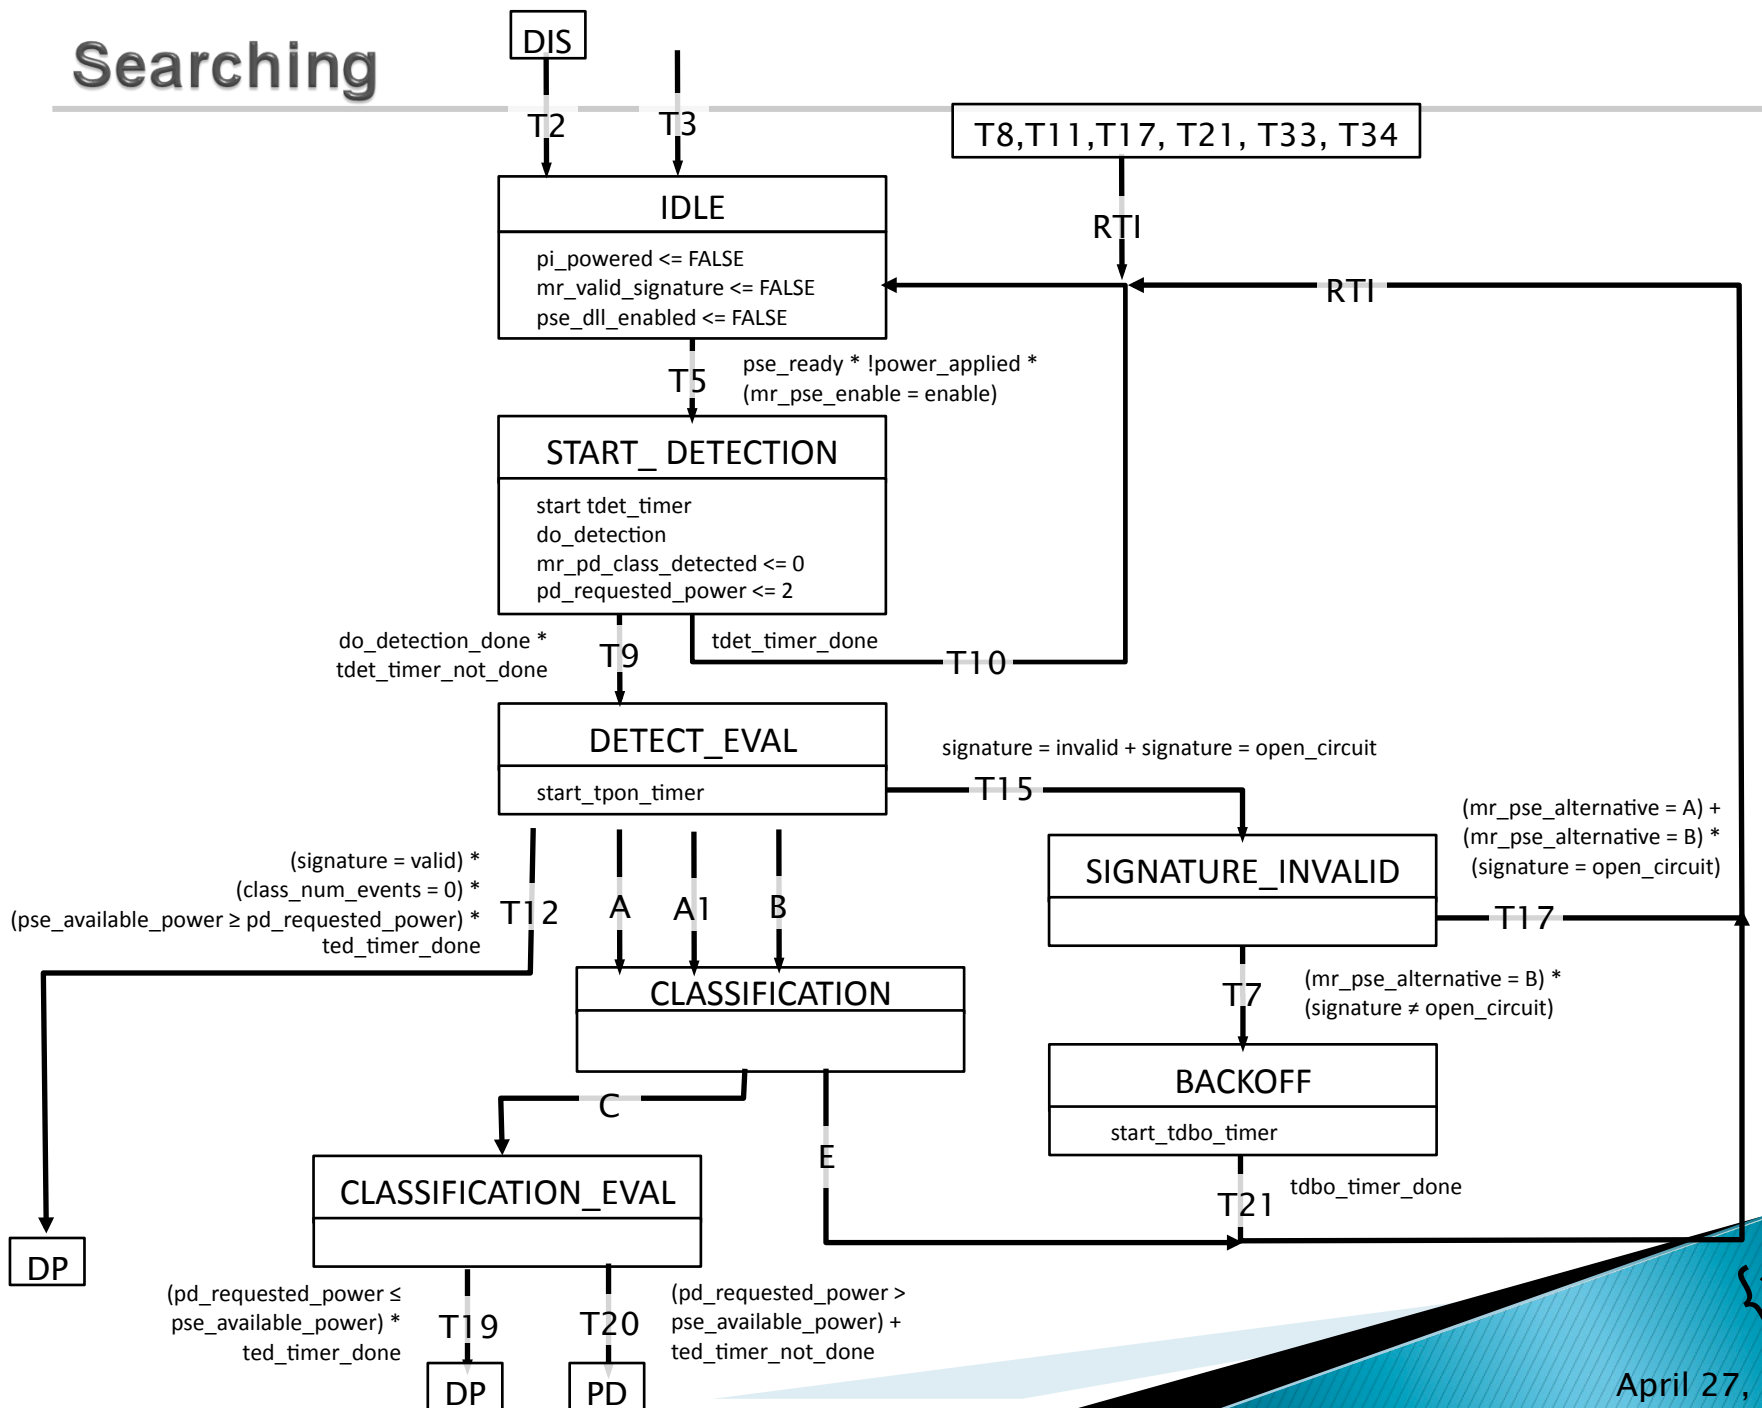 Searching
DIS
T2
T3
T8,T11,T17, T21, T33, T34
IDLE
RTI
pi_powered <= FALSE
mr_valid_signature <= FALSE
pse_dll_enabled <= FALSE
RTI
T5
pse_ready * !power_applied *
(mr_pse_enable = enable)
START_ DETECTION
start tdet_timer
do_detection
mr_pd_class_detected <= 0
pd_requested_power <= 2
do_detection_done *
tdet_timer_not_done
T9
tdet_timer_done
T10
DETECT_EVAL
start_tpon_timer
signature = invalid + signature = open_circuit
T15
(signature = valid) *
(class_num_events = 0) *
(pse_available_power ≥ pd_requested_power) *
ted_timer_done
T12
A
A1
B
SIGNATURE_INVALID
(mr_pse_alternative = A) +
(mr_pse_alternative = B) *
(signature = open_circuit)
T17
CLASSIFICATION
T7
(mr_pse_alternative = B) *
(signature ≠ open_circuit)
BACKOFF
start_tdbo_timer
C
E
T21
tdbo_timer_done
CLASSIFICATION_EVAL
DP
(pd_requested_power ≤
pse_available_power) *
ted_timer_done
T19
T20
(pd_requested_power >
pse_available_power) +
ted_timer_not_done
DP
PD
April 27,